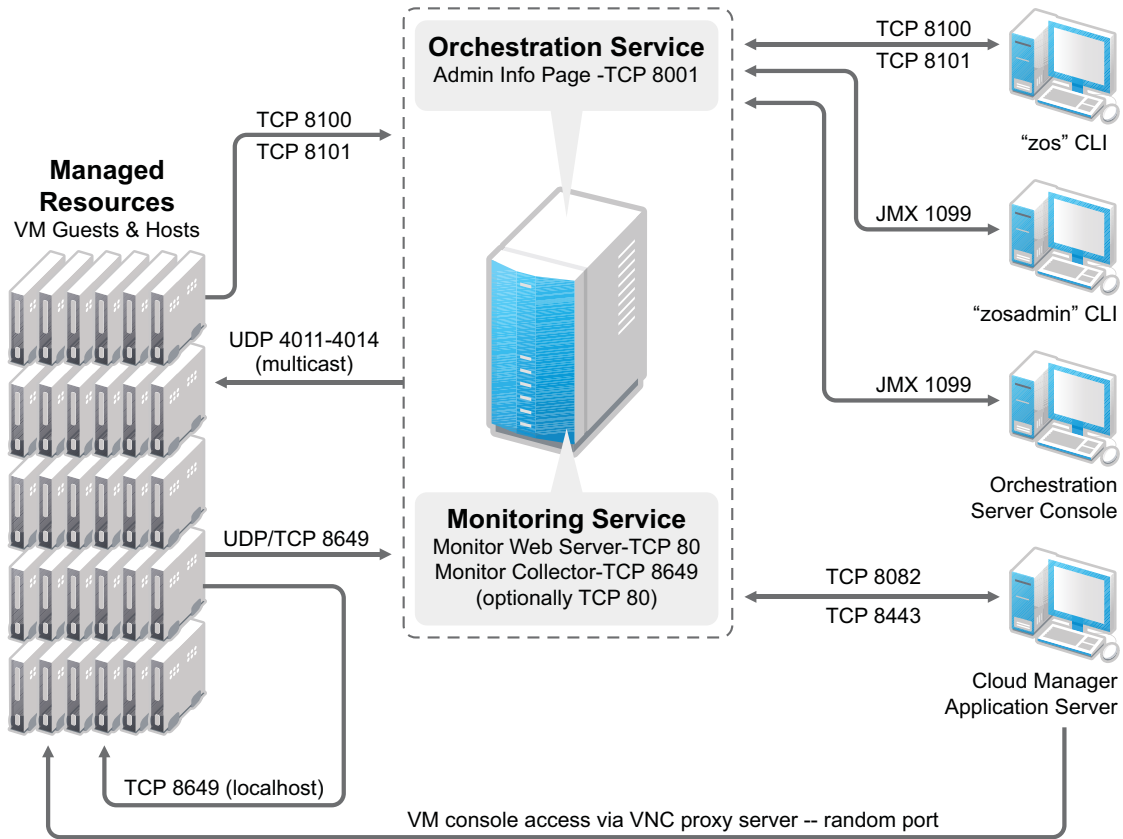 Orchestration Service
Admin Info Page -TCP 8001
TCP 8100
TCP 8101
"zos" CLI
TCP 8100
TCP 8101
Managed
Resources
VM Guests & Hosts
JMX 1099
"zosadmin" CLI
UDP 4011-4014
(multicast)
JMX 1099
Orchestration
Server Console
Monitoring Service
Monitor Web Server-TCP 80
Monitor Collector-TCP 8649
(optionally TCP 80)
UDP/TCP 8649
TCP 8082
TCP 8443
Cloud Manager
Application Server
TCP 8649 (localhost)
VM console access via VNC proxy server -- random port